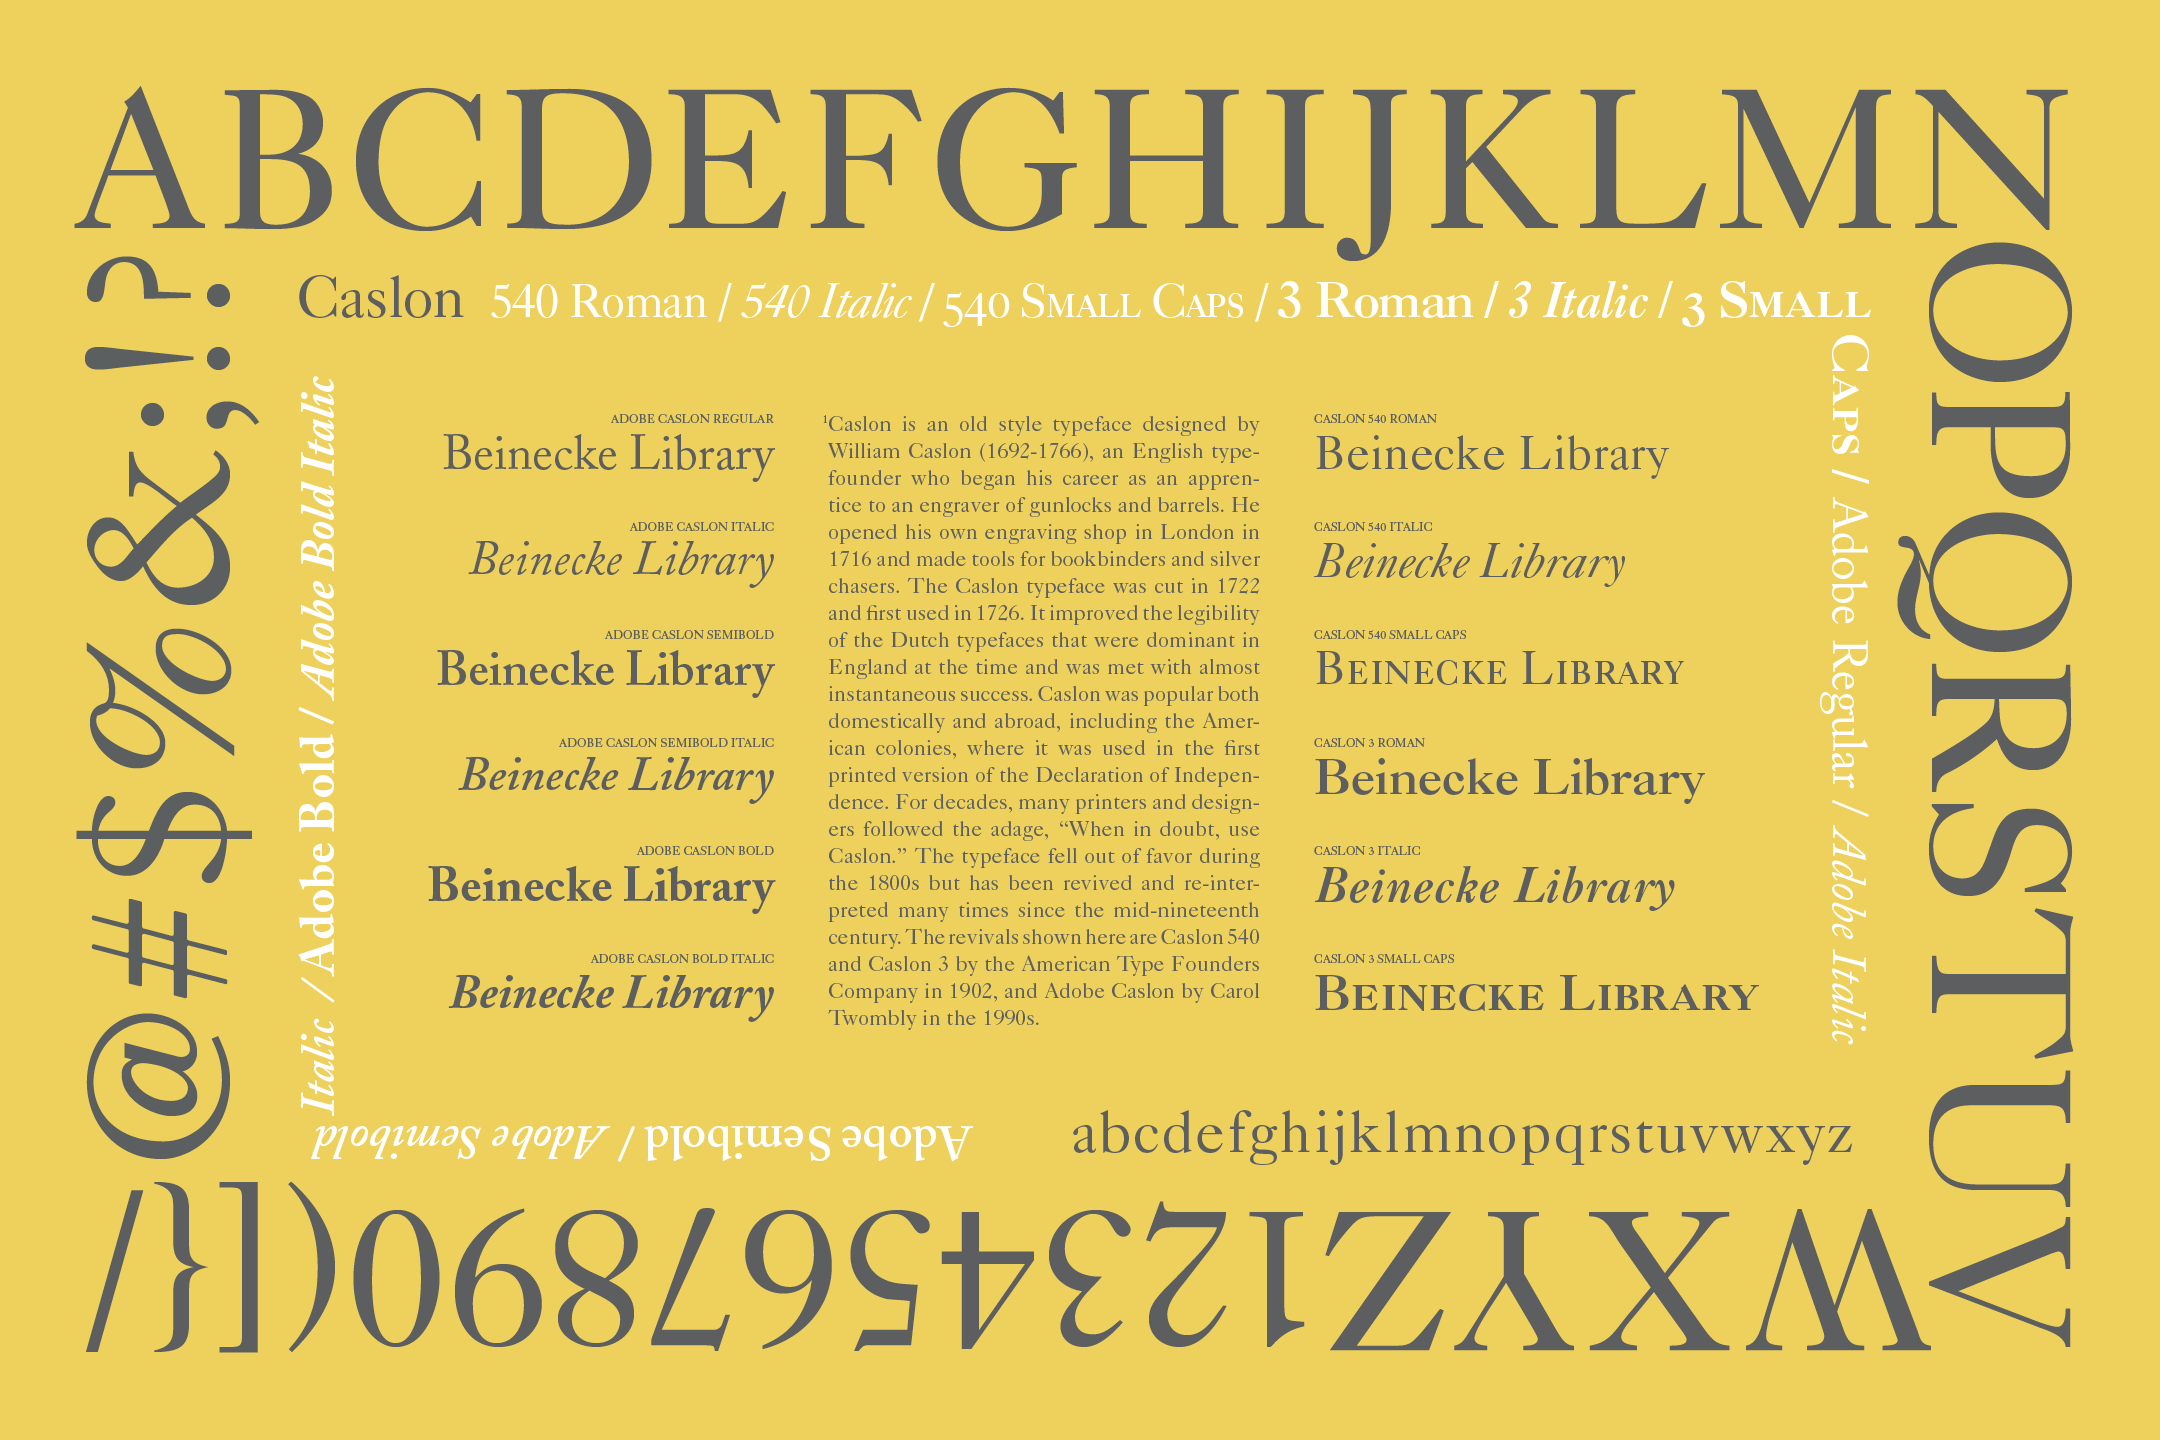 ABCDEFGHIJKLMN
OPQRSTUV
WXYZ1234567890([{/
@#$%&;:!?
Caslon 540 Roman / 540 Italic / 540 Small Caps / 3 Roman / 3 Italic / 3 Small
Caps / Adobe Regular / Adobe Italic
Adobe Semibold / Adobe Semibold
Italic / Adobe Bold / Adobe Bold Italic
ADOBE CASLON REGULAR
Beinecke Library
ADOBE CASLON ITALIC
Beinecke Library
ADOBE CASLON SEMIBOLD
Beinecke Library
ADOBE CASLON SEMIBOLD ITALIC
Beinecke Library
ADOBE CASLON BOLD
Beinecke Library
ADOBE CASLON BOLD ITALIC
Beinecke Library
¹Caslon is an old style typeface designed by
William Caslon (1692-1766), an English type-
founder who began his career as an appren-
tice to an engraver of gunlocks and barrels. He
opened his own engraving shop in London in
1716 and made tools for bookbinders and silver
chasers. The Caslon typeface was cut in 1722
and first used in 1726. It improved the legibility
of the Dutch typefaces that were dominant in
England at the time and was met with almost
instantaneous success. Caslon was popular both
domestically and abroad, including the Amer-
ican colonies, where it was used in the first
printed version of the Declaration of Indepen-
dence. For decades, many printers and design-
ers followed the adage, “When in doubt, use
Caslon.” The typeface fell out of favor during
the 1800s but has been revived and re-inter-
preted many times since the mid-nineteenth
century. The revivals shown here are Caslon 540
and Caslon 3 by the American Type Founders
Company in 1902, and Adobe Caslon by Carol
Twombly in the 1990s.
CASLON 540 ROMAN
Beinecke Library
CASLON 540 ITALIC
Beinecke Library
CASLON 540 SMALL CAPS
Beinecke Library
CASLON 3 ROMAN
Beinecke Library
CASLON 3 ITALIC
Beinecke Library
CASLON 3 SMALL CAPS
Beinecke Library
abcdefghijklmnopqrstuvwxyz